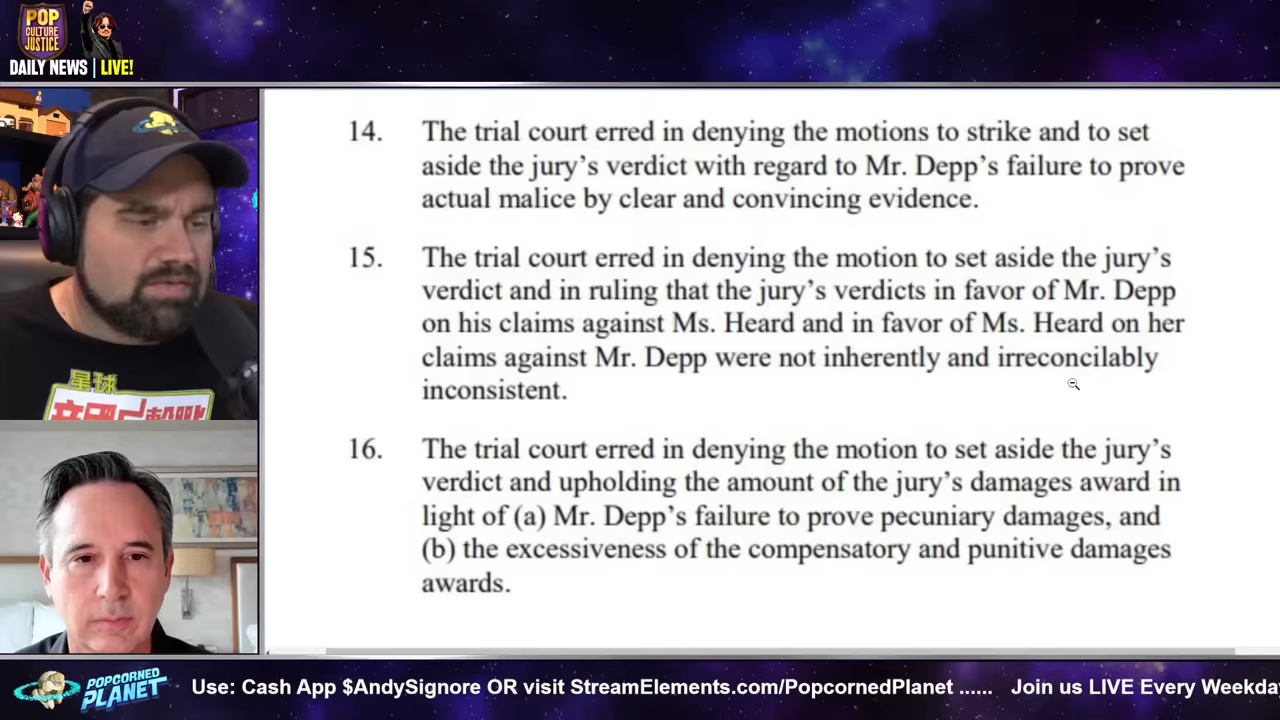 POP
CULTURE
JUSTICE
DAILY NEWS | LIVE!
14. The trial court erred in denying the motions to strike and to set
aside the jury’s verdict with regard to Mr. Depp’s failure to prove
actual malice by clear and convincing evidence.
15. The trial court erred in denying the motion to set aside the jury’s
verdict and in ruling that the jury’s verdicts in favor of Mr. Depp
on his claims against Ms. Heard and in favor of Ms. Heard on her
claims against Mr. Depp were not inherently and irreconcilably
inconsistent.
16. The trial court erred in denying the motion to set aside the jury’s
verdict and upholding the amount of the jury’s damages award in
light of (a) Mr. Depp’s failure to prove pecuniary damages, and
(b) the excessiveness of the compensatory and punitive damages
awards.
星球
POPCORNED
PLANET
Use: Cash App $AndySignore OR visit StreamElements.com/PopcornedPlanet ...... Join us LIVE Every Weekda